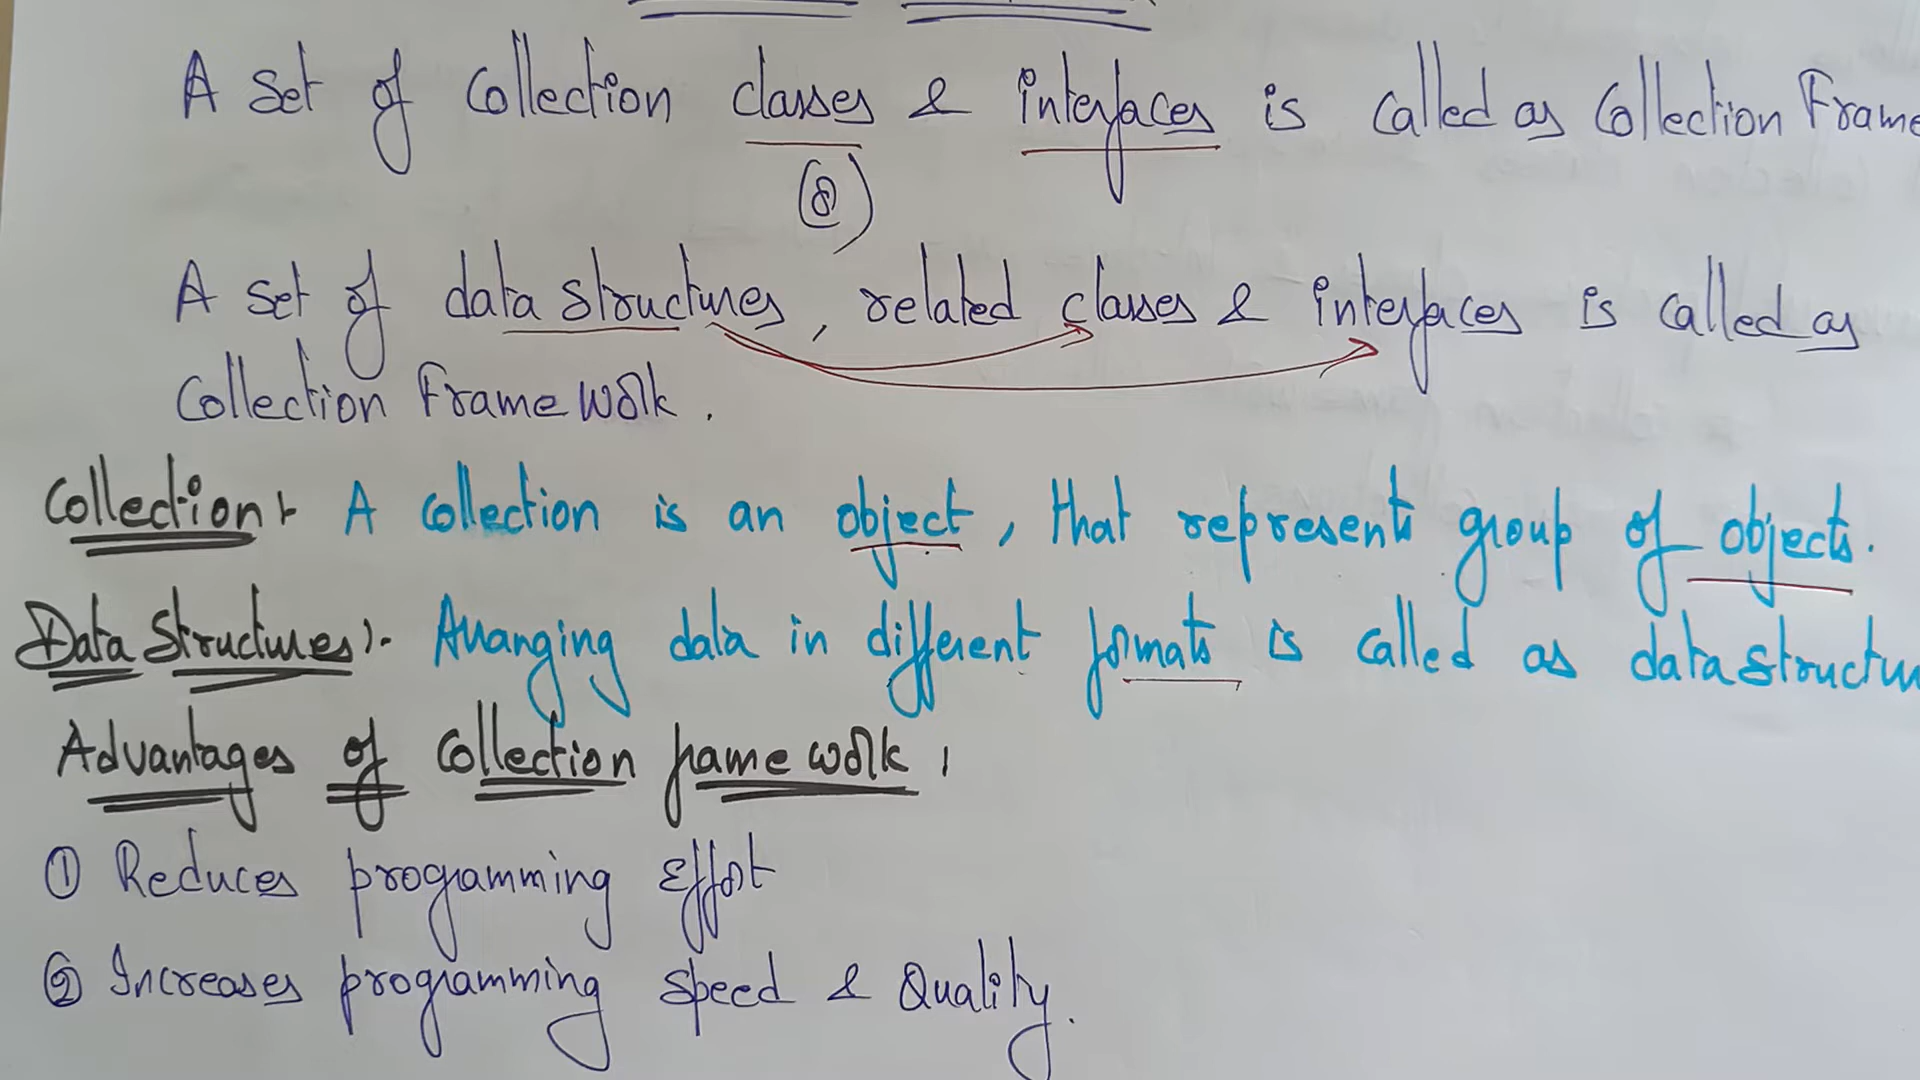 A set of collection classes & interfaces is called as Collection Frame
(or)
A set of data structures, related classes & interfaces is called as
Collection Frame Work.
Collection:- A collection is an object, that represents group of objects.
Data Structures:- Arranging data in different formats is called as data structu
Advantages of Collection frame work:
① Reduces programming Effort
② Increases programming speed & Quality.